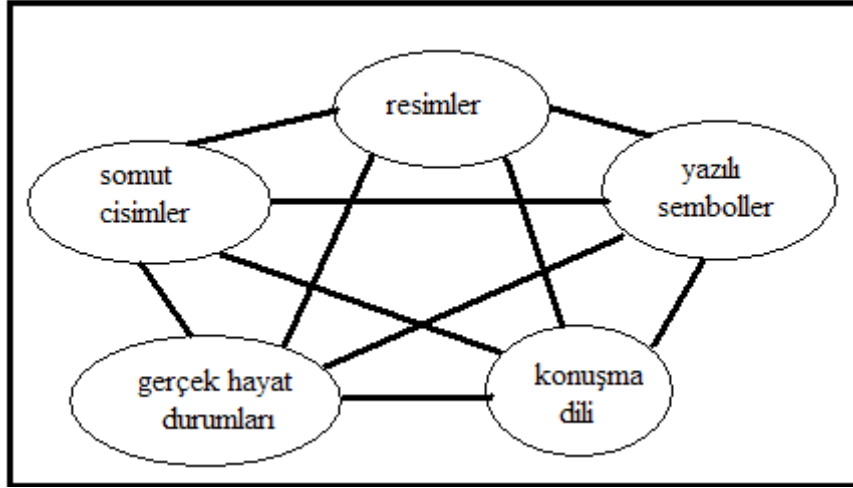 resimler
somut
cisimler
yazılı
semboller
gerçek hayat
durumları
konuşma
dili